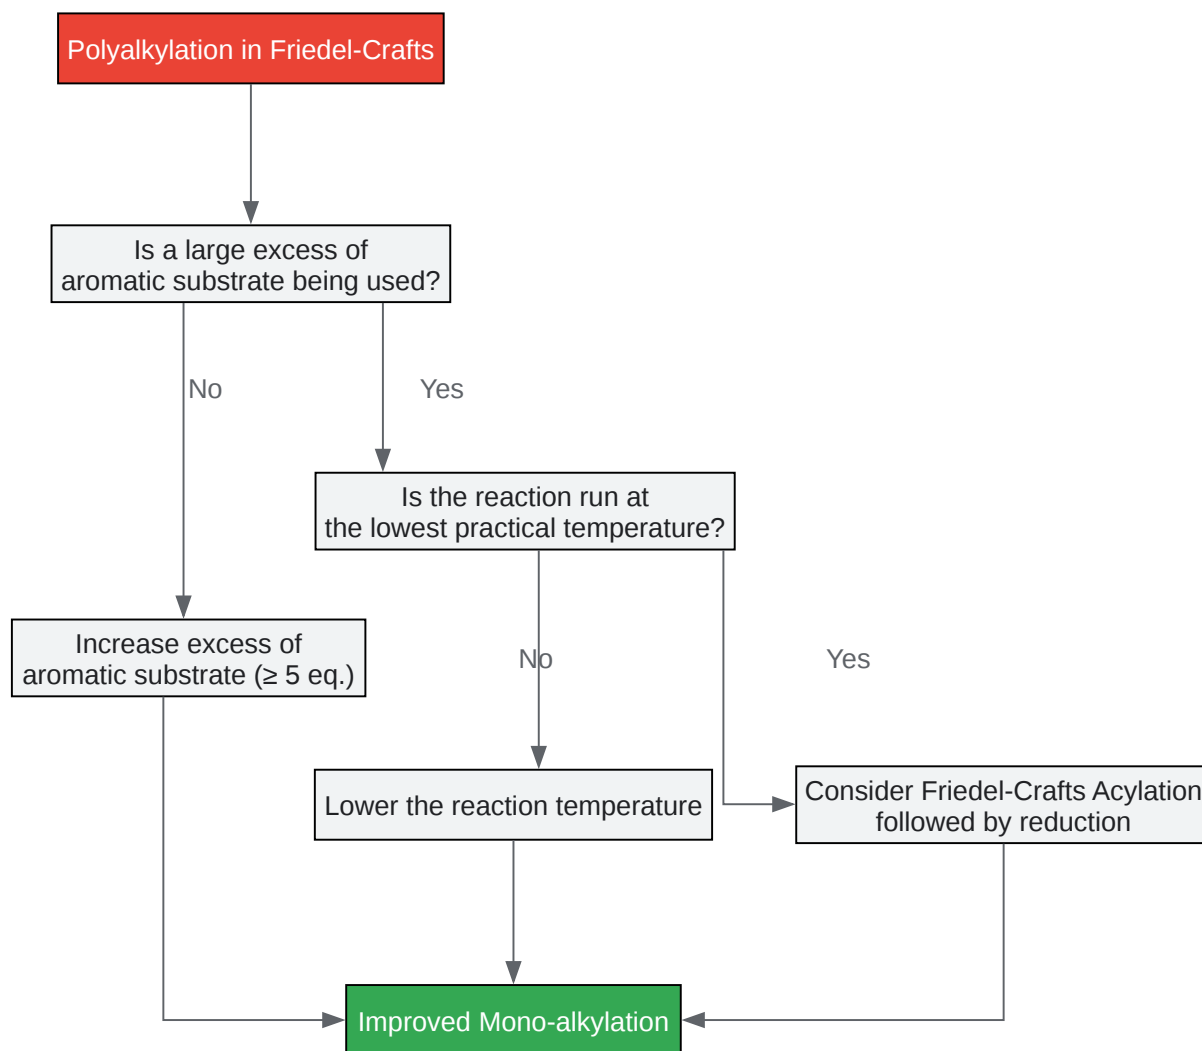 Polyalkylation in Friedel-Crafts
Is a large excess of
aromatic substrate being used?
No
Yes
Is the reaction run at
the lowest practical temperature?
Increase excess of
aromatic substrate (≥ 5 eq.)
No
Yes
Lower the reaction temperature
Consider Friedel-Crafts Acylation
followed by reduction
Improved Mono-alkylation